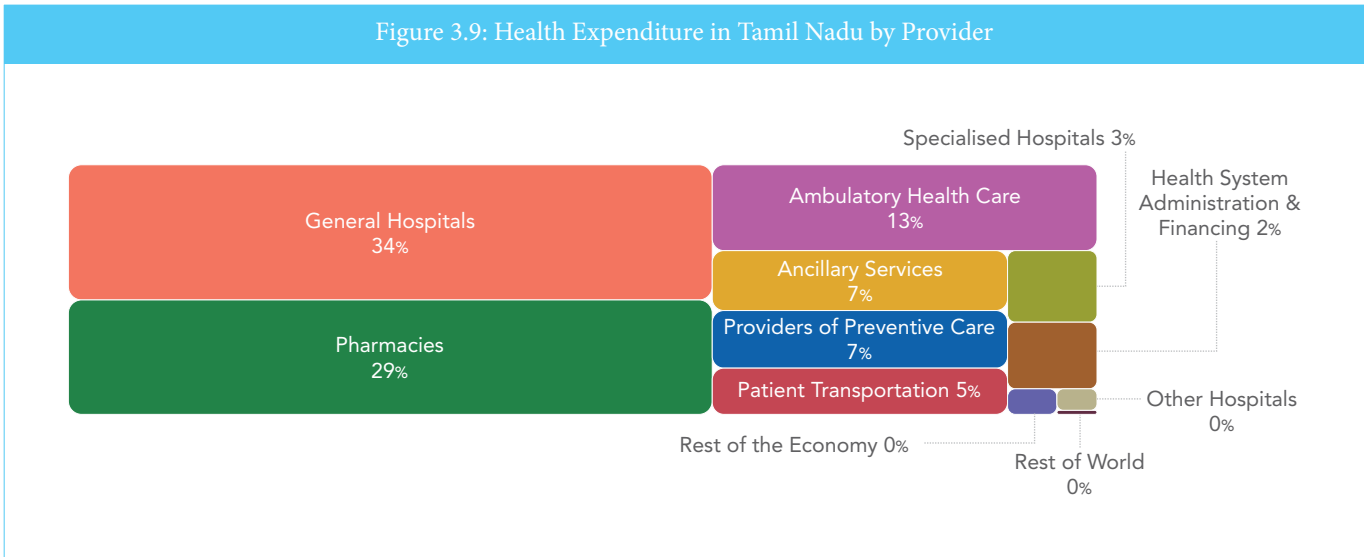 Figure 3.9: Health Expenditure in Tamil Nadu by Provider
Specialised Hospitals 3%
Health System
Administration &
Financing 2%
General Hospitals
34%
Ambulatory Health Care
13%
Ancillary Services
7%
Providers of Preventive Care
7%
Pharmacies
29%
Patient Transportation 5%
Other Hospitals
0%
Rest of the Economy 0%
Rest of World
0%